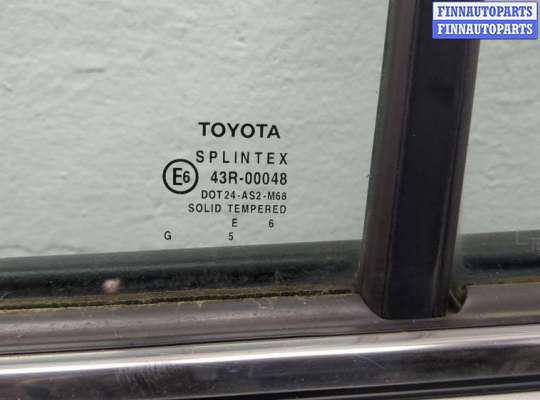 FINNAUTOPARTS
FINNAUTOPARTS
TOYOTA
SPLINTEX
E6 43R-00048
DOT24-AS2-M68
SOLID TEMPERED
E 6
G 5